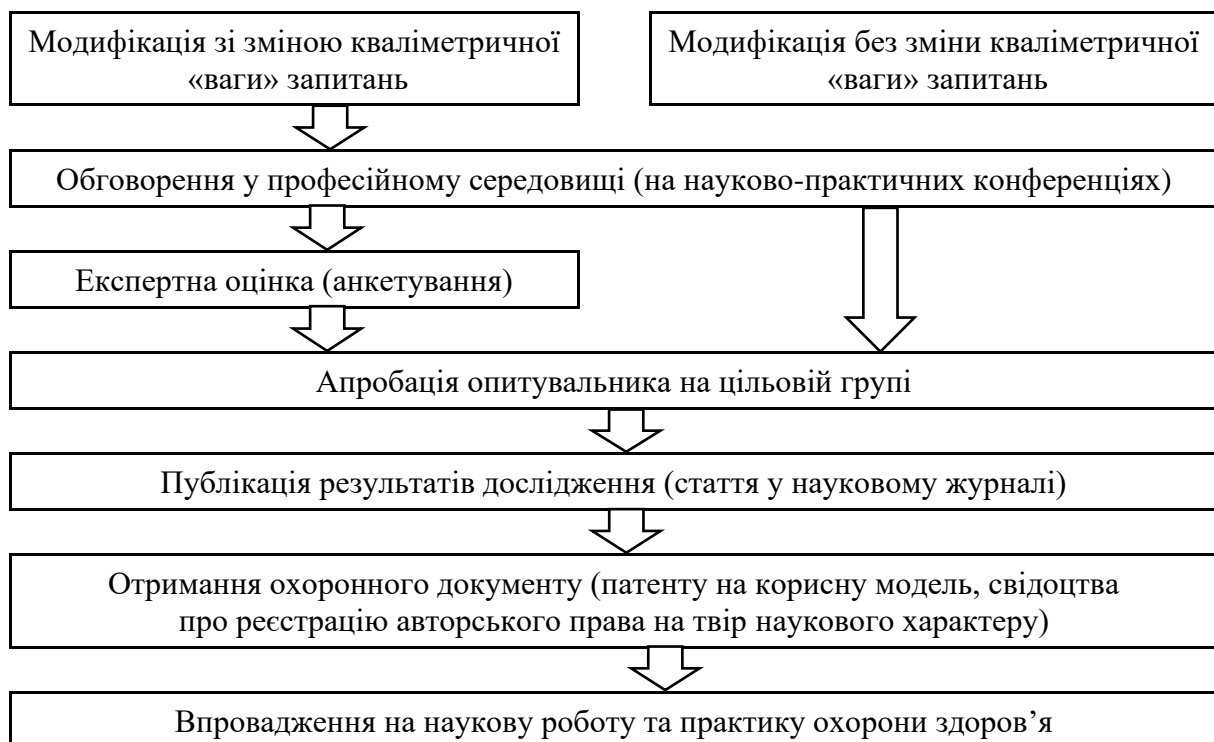 Модифікація зі зміною кваліметричної
«ваги» запитань
Модифікація без зміни кваліметричної
«ваги» запитань
Обговорення у професійному середовищі (на науково-практичних конференціях)
Експертна оцінка (анкетування)
Апробація опитувальника на цільовій групі
Публікація результатів дослідження (стаття у науковому журналі)
Отримання охоронного документу (патенту на корисну модель, свідоцтва
про реєстрацію авторського права на твір наукового характеру)
Впровадження на наукову роботу та практику охорони здоров’я